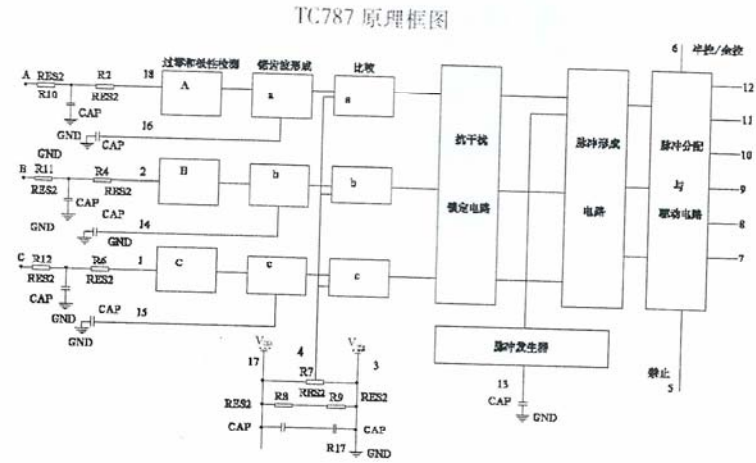 TC787 原理框图
过零和极性检测 锯齿波形成 比较 6 半控/全控
A RES2 R2 18 A a a 12
R10 RES2 11
CAP 16 抗干扰 脉冲形成 10
GND GND CAP 脉冲分配
GND
B R11 R4 2 B b b 与 9
RES2 RES2 锁定电路 电路 驱动电路
CAP 8
GND CAP 14 GND 7
GND
C R12 R6 1 C c c
RES2 RES2
CAP CAP 15 GND
GND GND
脉冲发生器
17 4 3 禁止
R7 13 5
RES2 CAP
RES2 R8 R9 RES2 GND
CAP CAP
R17 GND